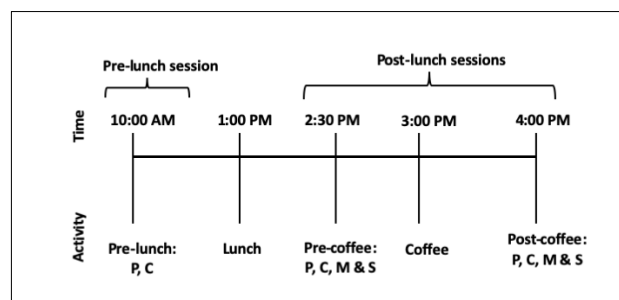 Pre-lunch session
Post-lunch sessions
Time
10:00 AM
1:00 PM
2:30 PM
3:00 PM
4:00 PM
Activity
Pre-lunch:
P, C
Lunch
Pre-coffee:
P, C, M & S
Coffee
Post-coffee:
P, C, M & S